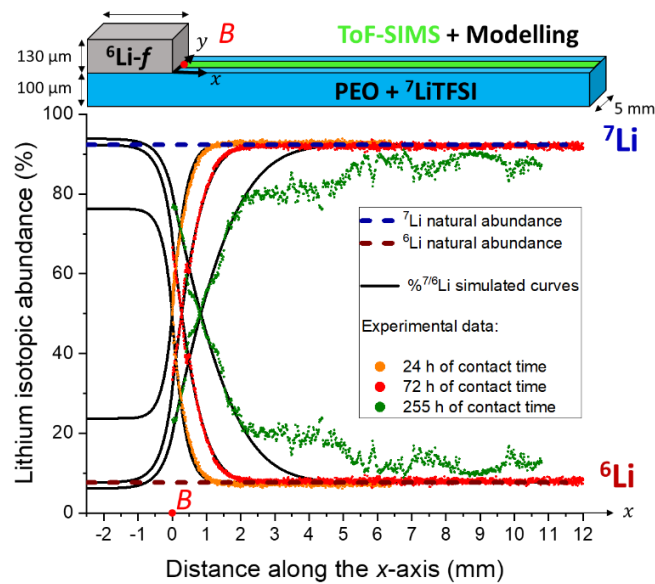 B
ToF-SIMS + Modelling
130 µm
⁶Li-f
y
x
100 µm
PEO + ⁷LiTFSI
5 mm
Lithium isotopic abundance (%)
100
80
60
40
20
0
⁷Li
⁷Li natural abundance
⁶Li natural abundance
%⁷/⁶Li simulated curves
Experimental data:
24 h of contact time
72 h of contact time
255 h of contact time
⁶Li
B
x
-2 -1 0 1 2 3 4 5 6 7 8 9 10 11 12
Distance along the x-axis (mm)